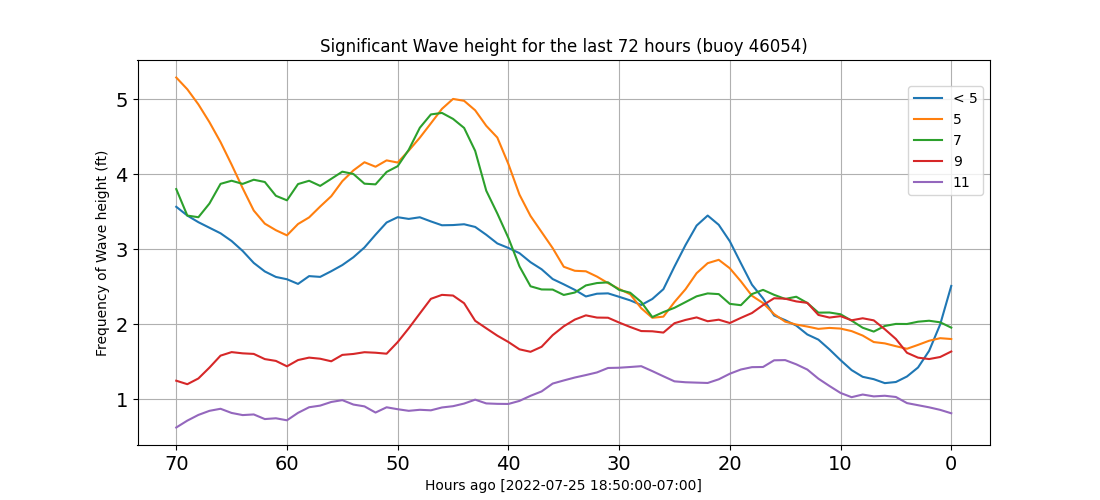 Significant Wave height for the last 72 hours (buoy 46054)
Frequency of Wave height (ft)
5
4
3
2
1
< 5
5
7
9
11
70 60 50 40 30 20 10 0
Hours ago [2022-07-25 18:50:00-07:00]